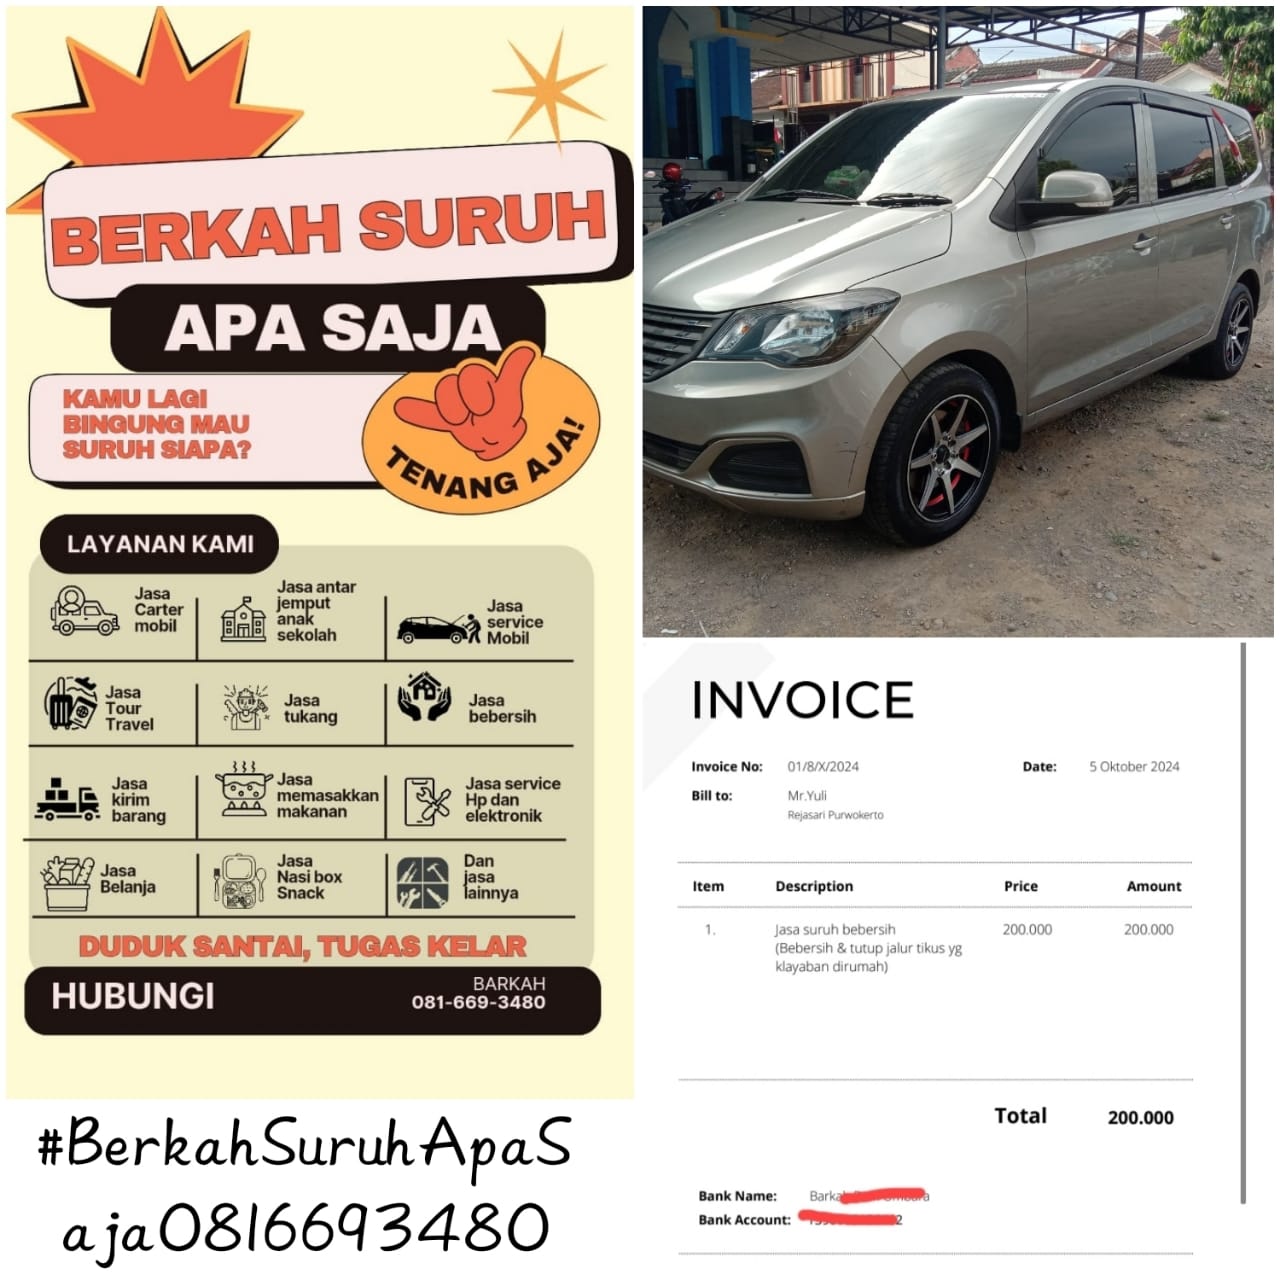 BERKAH SURUH
APA SAJA
KAMU LAGI
BINGUNG MAU
SURUH SIAPA?
TENANG AJA!
LAYANAN KAMI
Jasa
Carter
mobil
Jasa antar
jemput
anak
sekolah
Jasa
service
Mobil
Jasa
Tour
Travel
Jasa
tukang
Jasa
bebersih
Jasa
kirim
barang
Jasa
memasakkan
makanan
Jasa service
Hp dan
elektronik
Jasa
Belanja
Jasa
Nasi box
Snack
Dan
jasa
lainnya
DUDUK SANTAI, TUGAS KELAR
HUBUNGI
BARKAH
081-669-3480
#BerkahSuruhApaS
aja0816693480
INVOICE
Invoice No: 01/8/X/2024 Date: 5 Oktober 2024
Bill to: Mr.Yuli
Rejasari Purwokerto
Item Description Price Amount
1. Jasa suruh bebersih 200.000 200.000
(Bebersih & tutup jalur tikus yg
klayaban dirumah)
Total 200.000
Bank Name:
Bank Account: